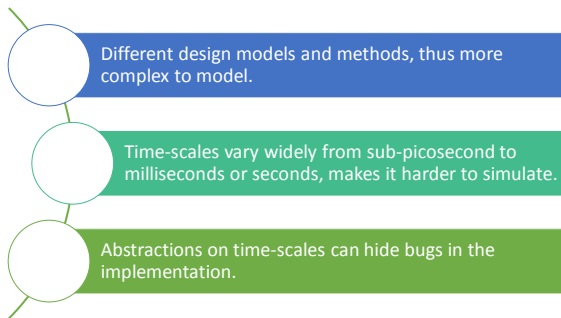 Different design models and methods, thus more
complex to model.
Time-scales vary widely from sub-picosecond to
milliseconds or seconds, makes it harder to simulate.
Abstractions on time-scales can hide bugs in the
implementation.